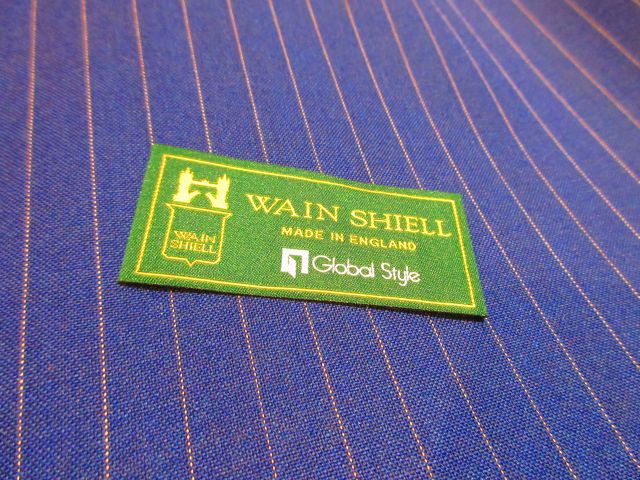 WAIN SHIELL
MADE IN ENGLAND
Global Style
WAIN
SHIELL